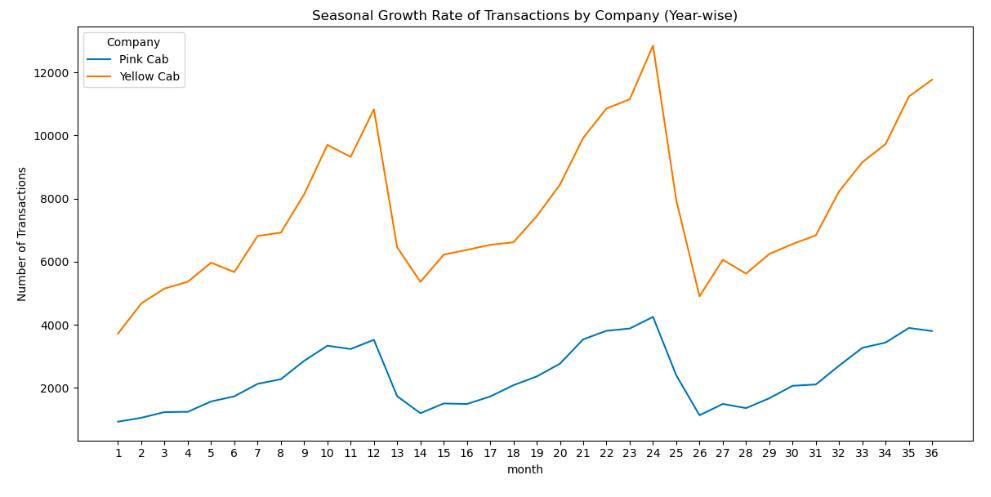 Seasonal Growth Rate of Transactions by Company (Year-wise)
Company
Pink Cab
Yellow Cab
Number of Transactions
12000
10000
8000
6000
4000
2000
1 2 3 4 5 6 7 8 9 10 11 12 13 14 15 16 17 18 19 20 21 22 23 24 25 26 27 28 29 30 31 32 33 34 35 36
month